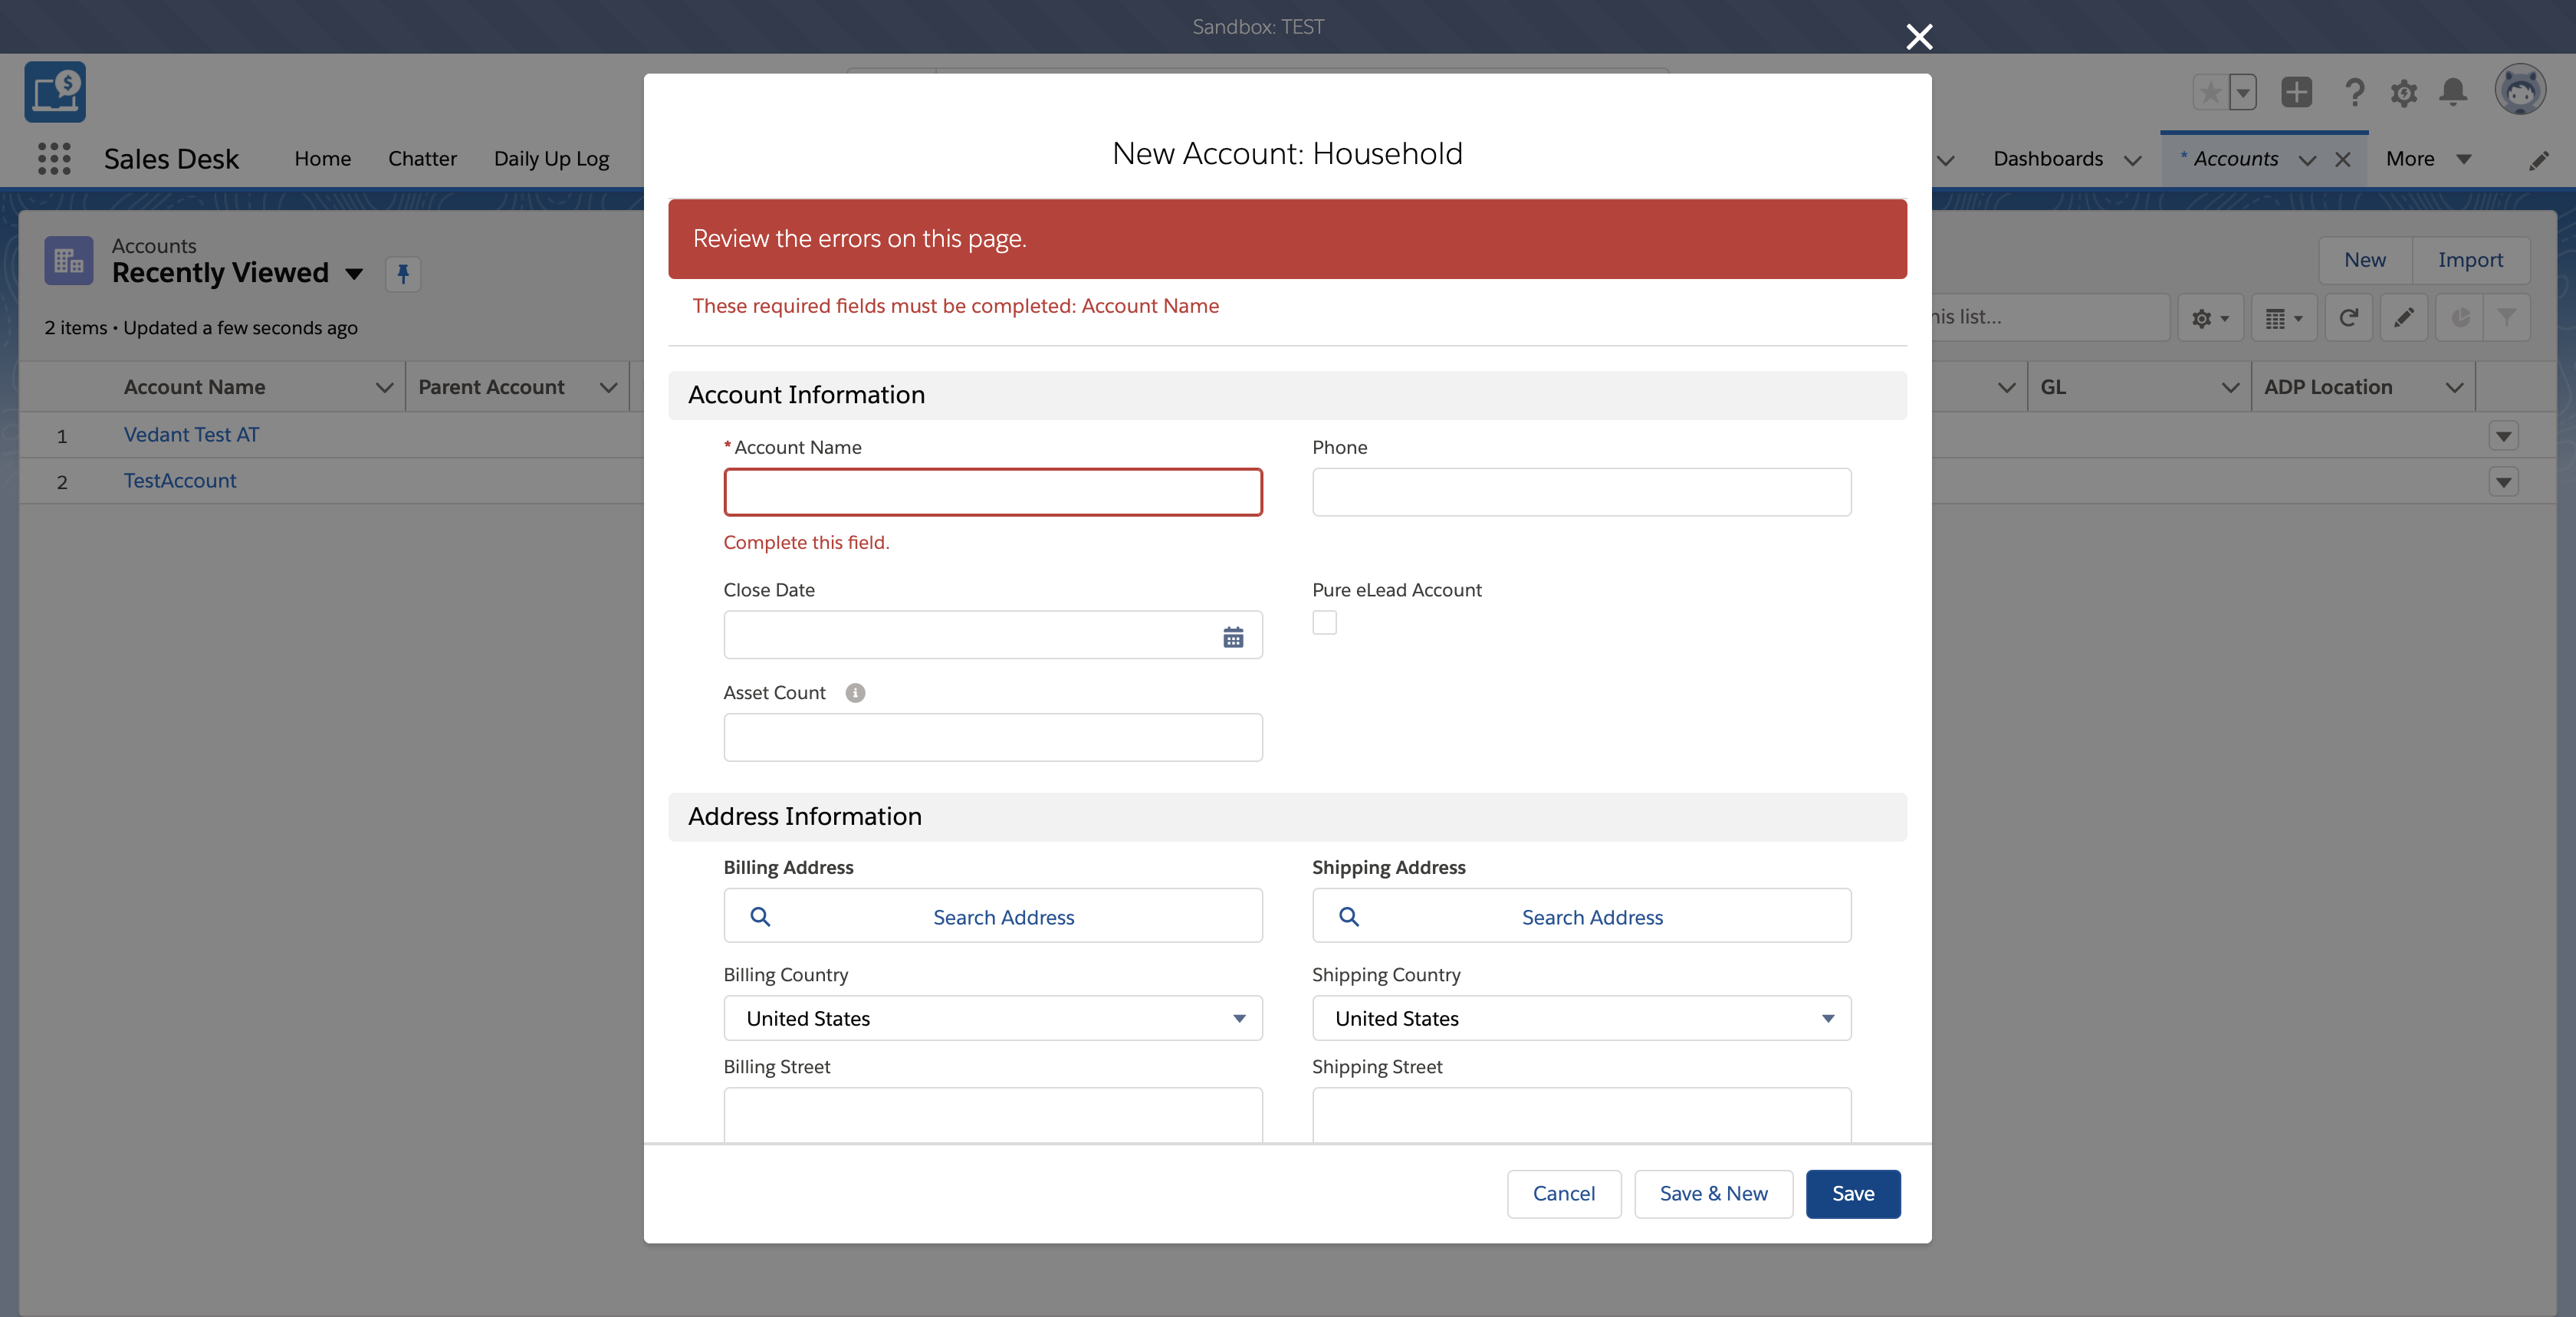 Sandbox: TEST
Sales Desk
Home
Chatter
Daily Up Log
Dashboards
* Accounts
More
Accounts
Recently Viewed
2 items • Updated a few seconds ago
New
Import
his list...
Account Name
Parent Account
GL
ADP Location
1
Vedant Test AT
2
TestAccount
New Account: Household
Review the errors on this page.
These required fields must be completed: Account Name
Account Information
* Account Name
Phone
Complete this field.
Close Date
Pure eLead Account
Asset Count
Address Information
Billing Address
Shipping Address
Search Address
Search Address
Billing Country
Shipping Country
United States
United States
Billing Street
Shipping Street
Cancel
Save & New
Save